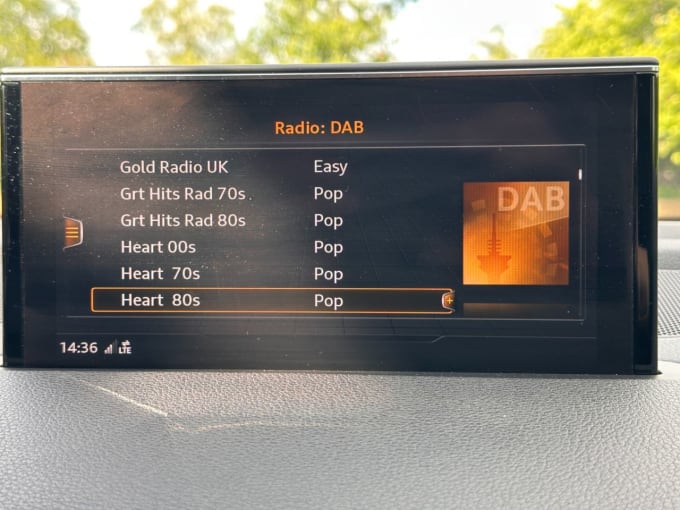 Radio: DAB
Gold Radio UK Easy
Grt Hits Rad 70s Pop
Grt Hits Rad 80s Pop
Heart 00s Pop
Heart 70s Pop
Heart 80s Pop
DAB
14:36 LTE